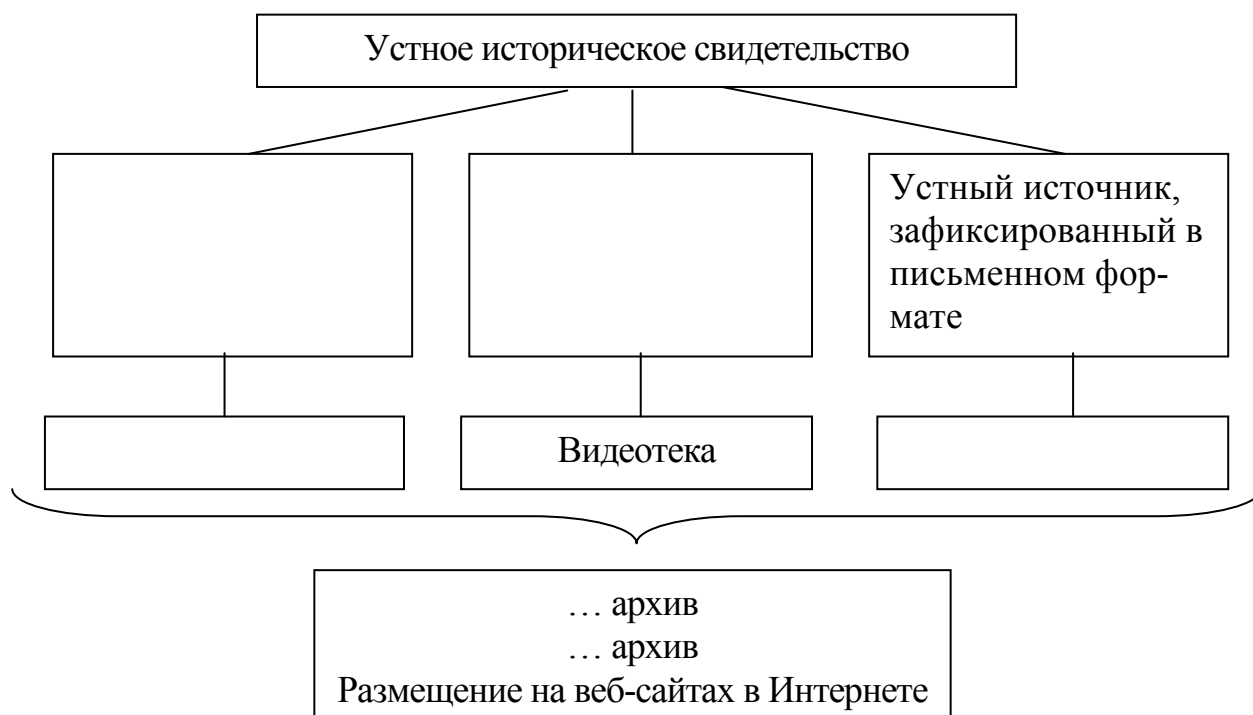 Устное историческое свидетельство
Устный источник,
зафиксированный в
письменном фор-
мате
Видеотека
… архив
… архив
Размещение на веб-сайтах в Интернете